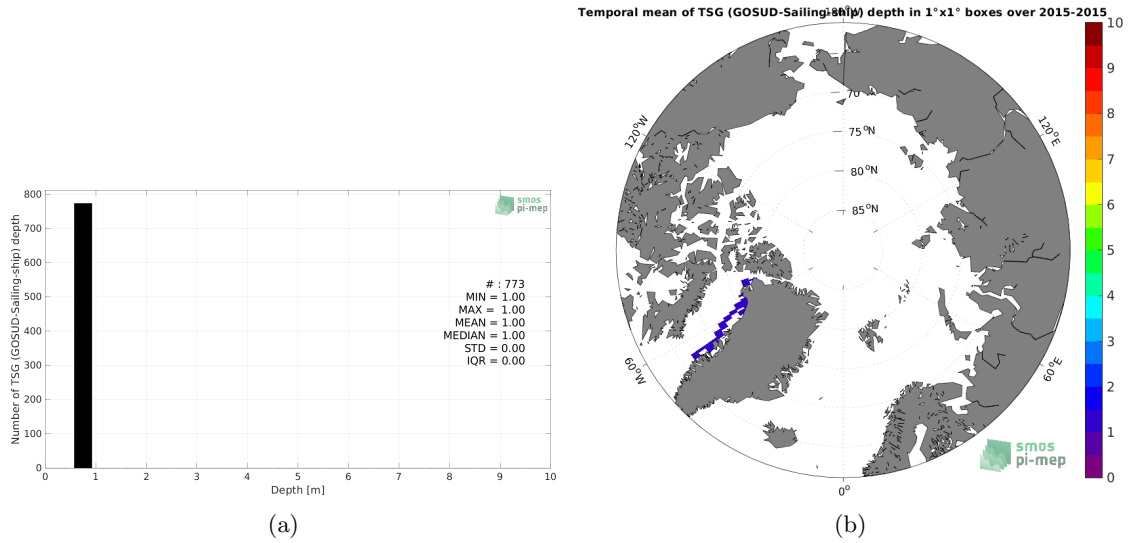 800
700
600
500
400
300
200
100
0
Number of TSG (GOSUD-Sailing-ship) depth
smos
pi-mep
# : 773
MIN = 1.00
MAX = 1.00
MEAN = 1.00
MEDIAN = 1.00
STD = 0.00
IQR = 0.00
0 1 2 3 4 5 6 7 8 9 10
Depth [m]
(a)
Temporal mean of TSG (GOSUD-Sailing-ship) depth in 1°x1° boxes over 2015-2015
120°W
120°E
75°N
80°N
85°N
60°W
60°E
0°
10
9
8
7
6
5
4
3
2
1
0
smos
pi-mep
(b)